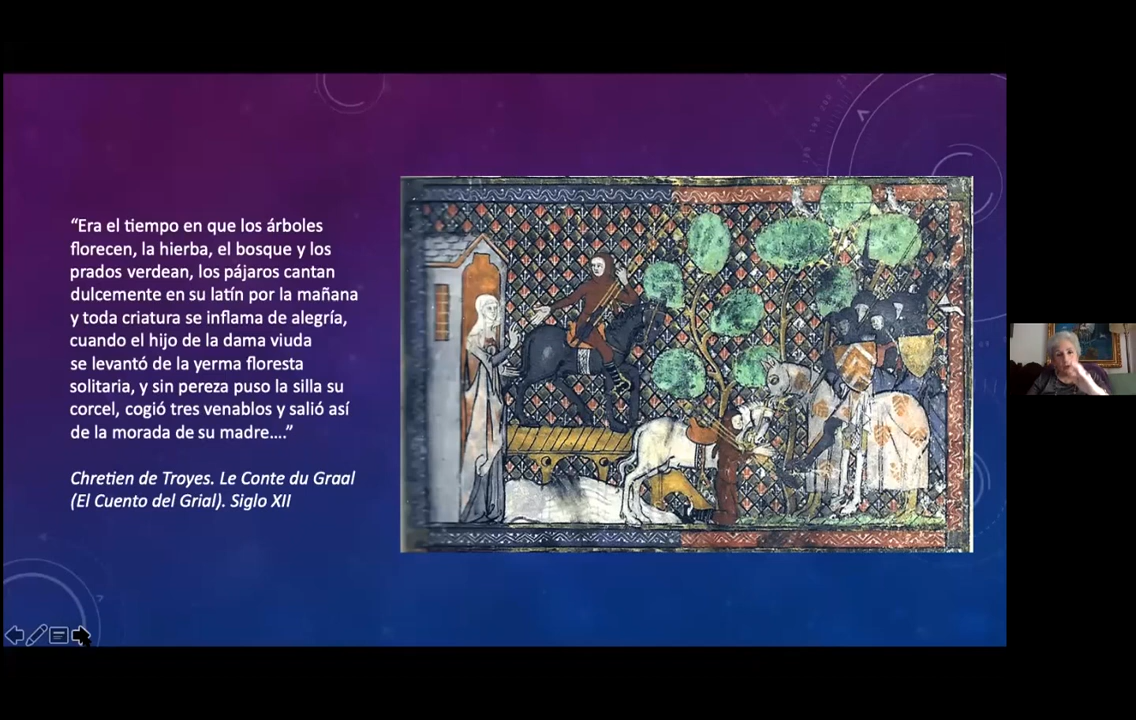 “Era el tiempo en que los árboles
florecen, la hierba, el bosque y los
prados verdean, los pájaros cantan
dulcemente en su latín por la mañana
y toda criatura se inflama de alegría,
cuando el hijo de la dama viuda
se levantó de la yerma floresta
solitaria, y sin pereza puso la silla su
corcel, cogió tres venablos y salió así
de la morada de su madre....”
Chretien de Troyes. Le Conte du Graal
(El Cuento del Grial). Siglo XII